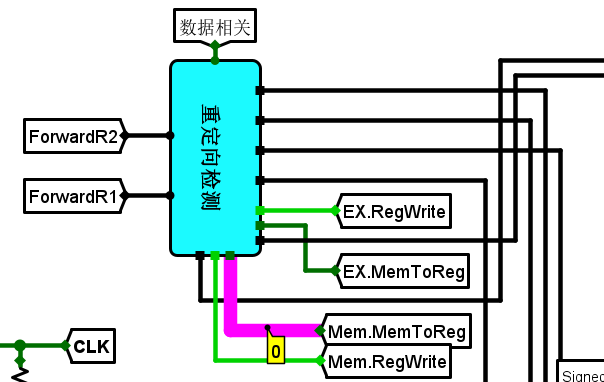 数据相关
重定向检测
ForwardR2
ForwardR1
EX.RegWrite
EX.MemToReg
Mem.MemToReg
0
Mem.RegWrite
CLK
Signed